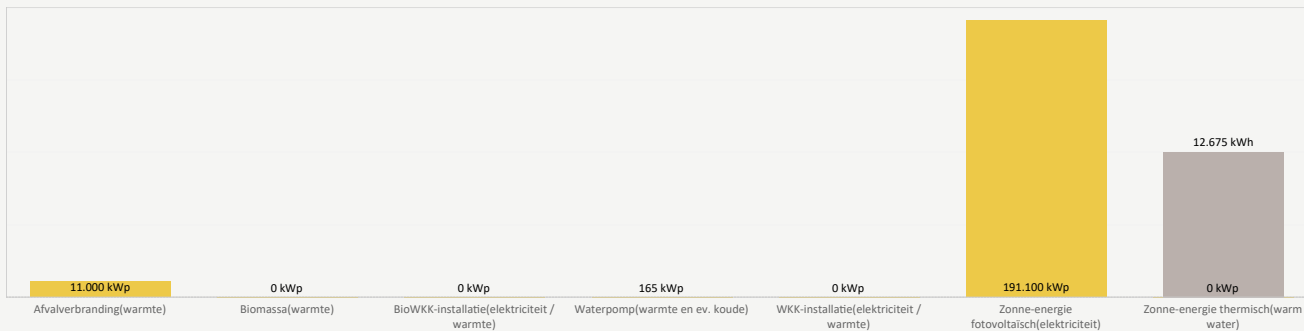 12.675 kWh
11.000 kWp
0 kWp
0 kWp
165 kWp
0 kWp
191.100 kWp
0 kWp
Afvalverbranding(warmte)
Biomassa(warmte)
BioWKK-installatie(elektriciteit /
warmte)
Waterpomp(warmte en ev. koude)
WKK-installatie(elektriciteit /
warmte)
Zonne-energie
fotovoltaïsch(elektriciteit)
Zonne-energie thermisch(warm
water)